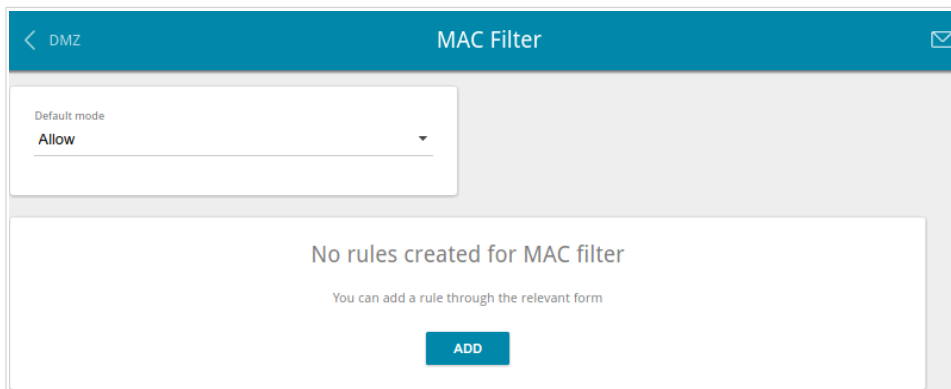 DMZ
MAC Filter
Default mode
Allow
No rules created for MAC filter
You can add a rule through the relevant form
ADD